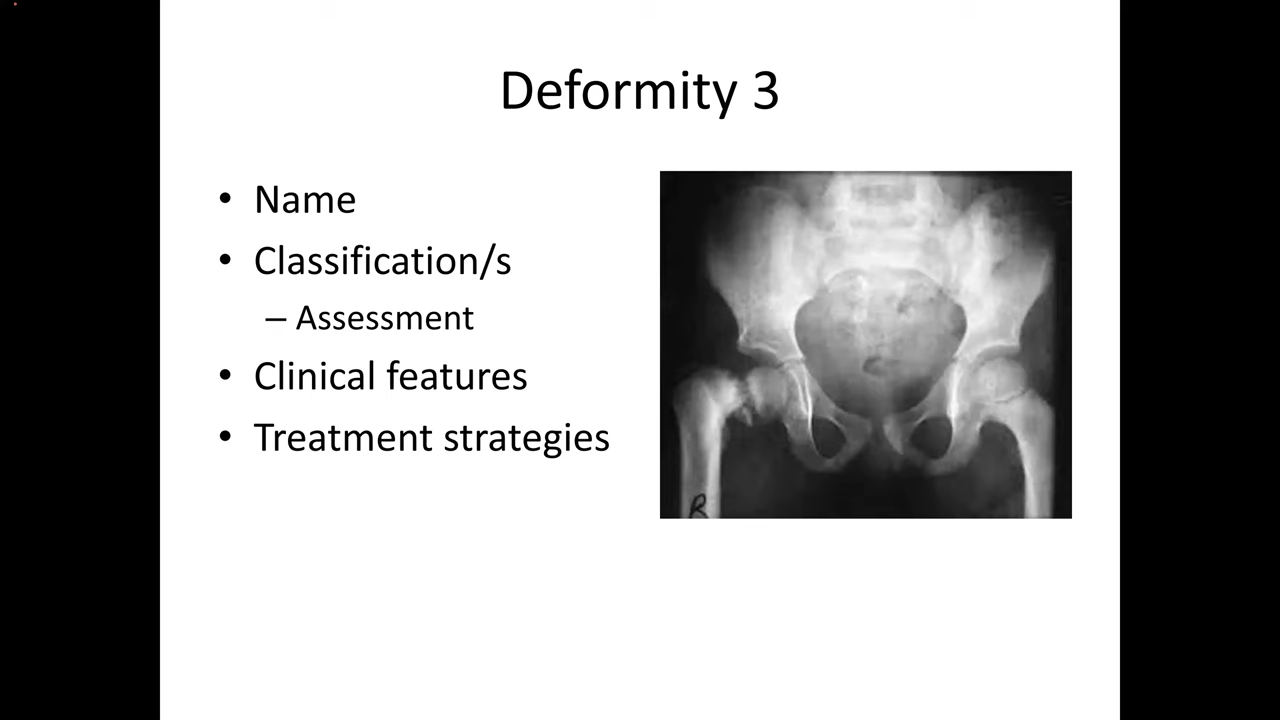 Deformity 3
• Name
• Classification/s
– Assessment
• Clinical features
• Treatment strategies
R